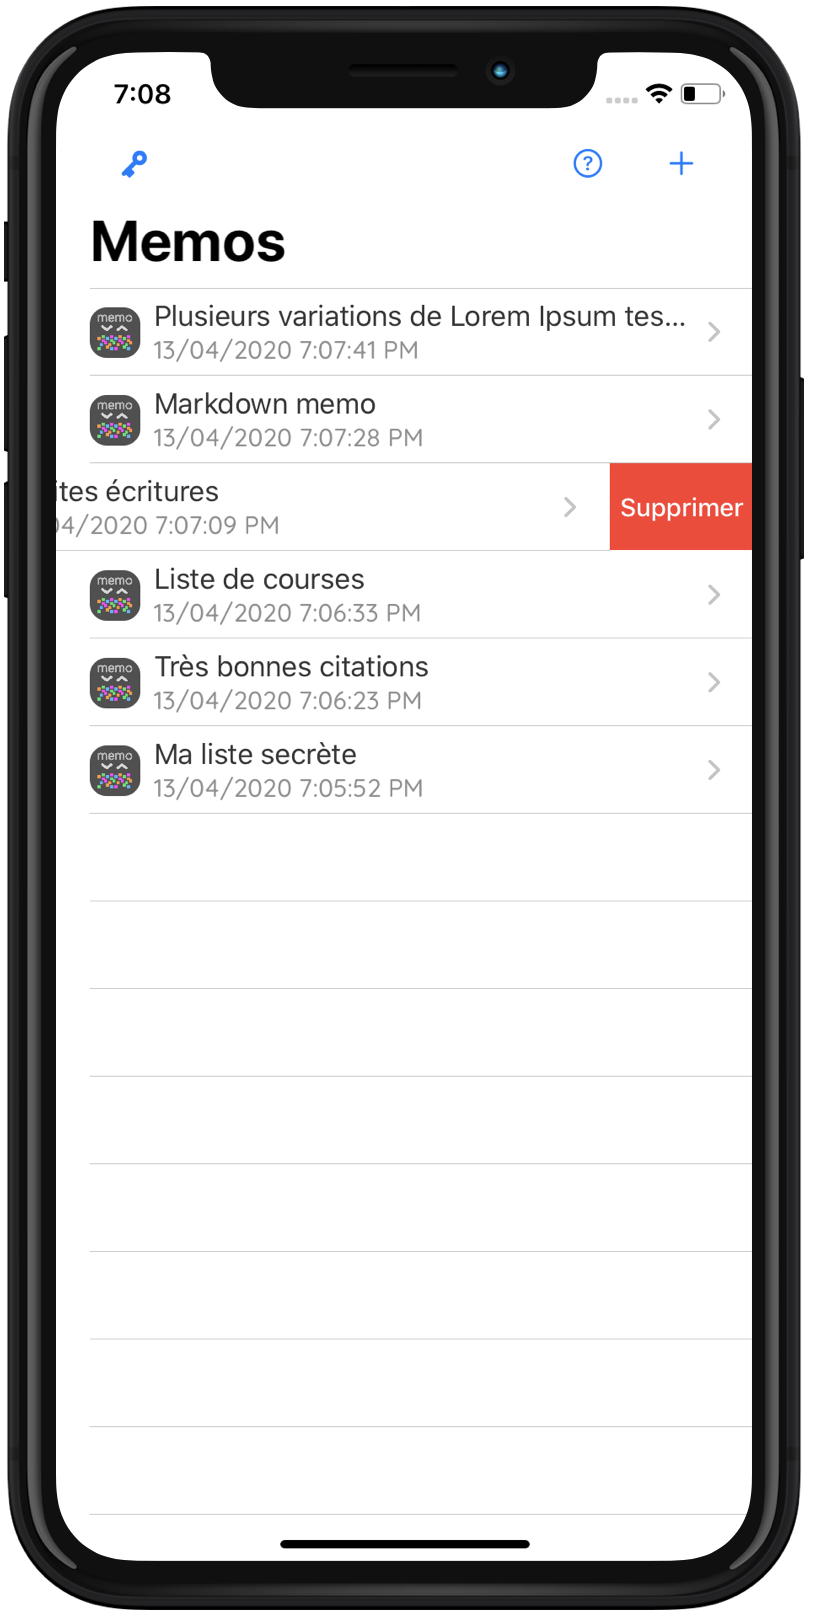 7:08
Memos
memo
Plusieurs variations de Lorem Ipsum tes...
13/04/2020 7:07:41 PM
memo
Markdown memo
13/04/2020 7:07:28 PM
ites écritures
04/2020 7:07:09 PM
Supprimer
memo
Liste de courses
13/04/2020 7:06:33 PM
memo
Très bonnes citations
13/04/2020 7:06:23 PM
memo
Ma liste secrète
13/04/2020 7:05:52 PM